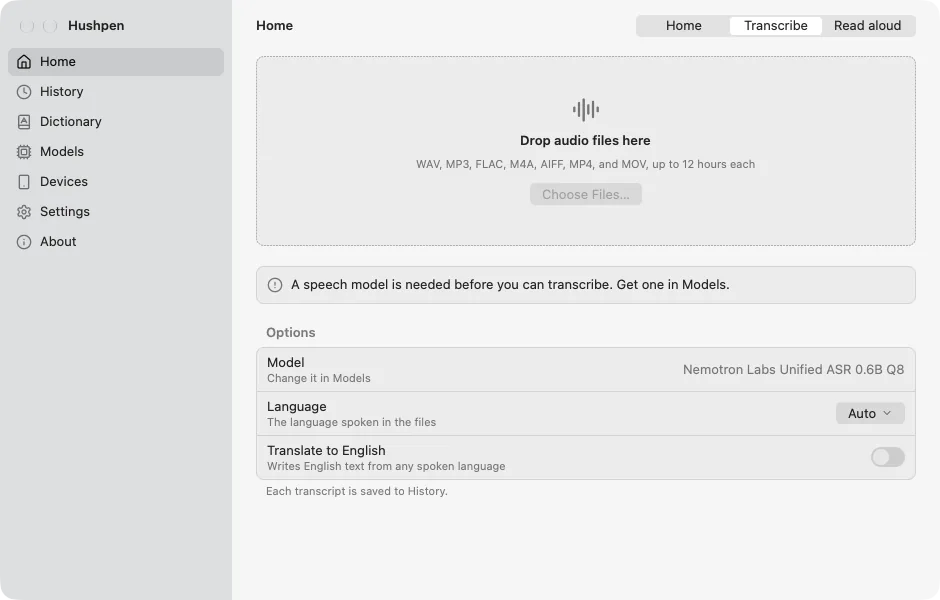 Hushpen
Home
History
Dictionary
Models
Devices
Settings
About
Home
Home
Transcribe
Read aloud
Drop audio files here
WAV, MP3, FLAC, M4A, AIFF, MP4, and MOV, up to 12 hours each
Choose Files...
A speech model is needed before you can transcribe. Get one in Models.
Options
Model
Change it in Models
Nemotron Labs Unified ASR 0.6B Q8
Language
The language spoken in the files
Auto
Translate to English
Writes English text from any spoken language
Each transcript is saved to History.